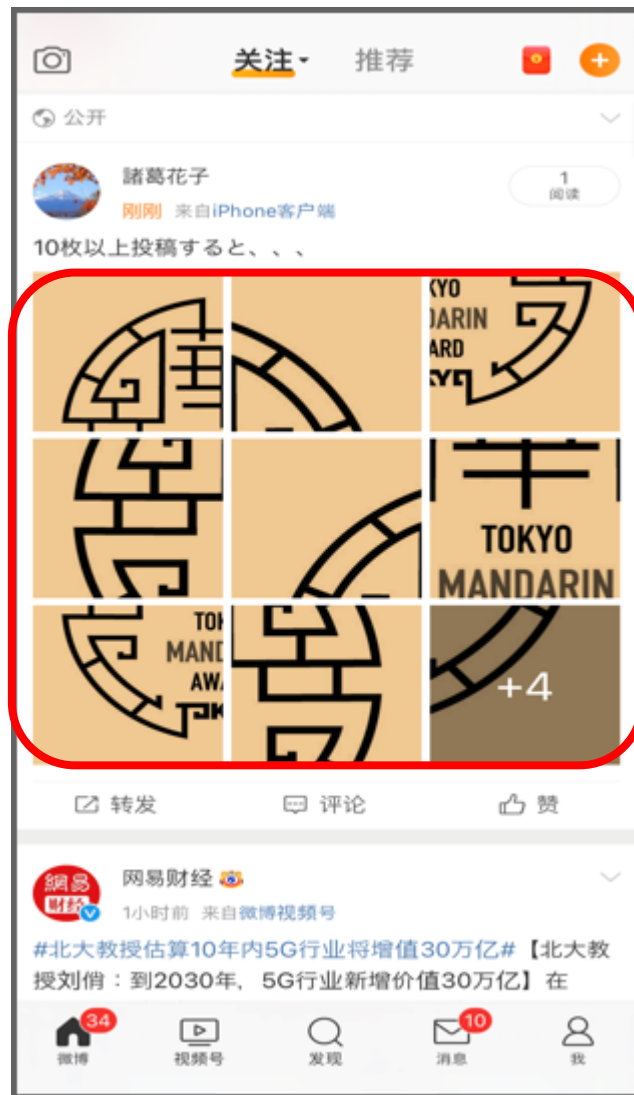 关注 推荐
公开
諸葛花子
1
阅读
刚刚 来自iPhone客户端
10枚以上投稿すると、、、
KYO
DARIN
ARD
TOKYO
MANDARIN
TOK
MAND
AW
+4
转发 评论 赞
網易
财经
网易财经
1小时前 来自微博视频号
#北大教授估算10年内5G行业将增值30万亿#【北大教
授刘俏：到2030年，5G行业新增价值30万亿】在
34 10
微博 视频号 发现 消息 我